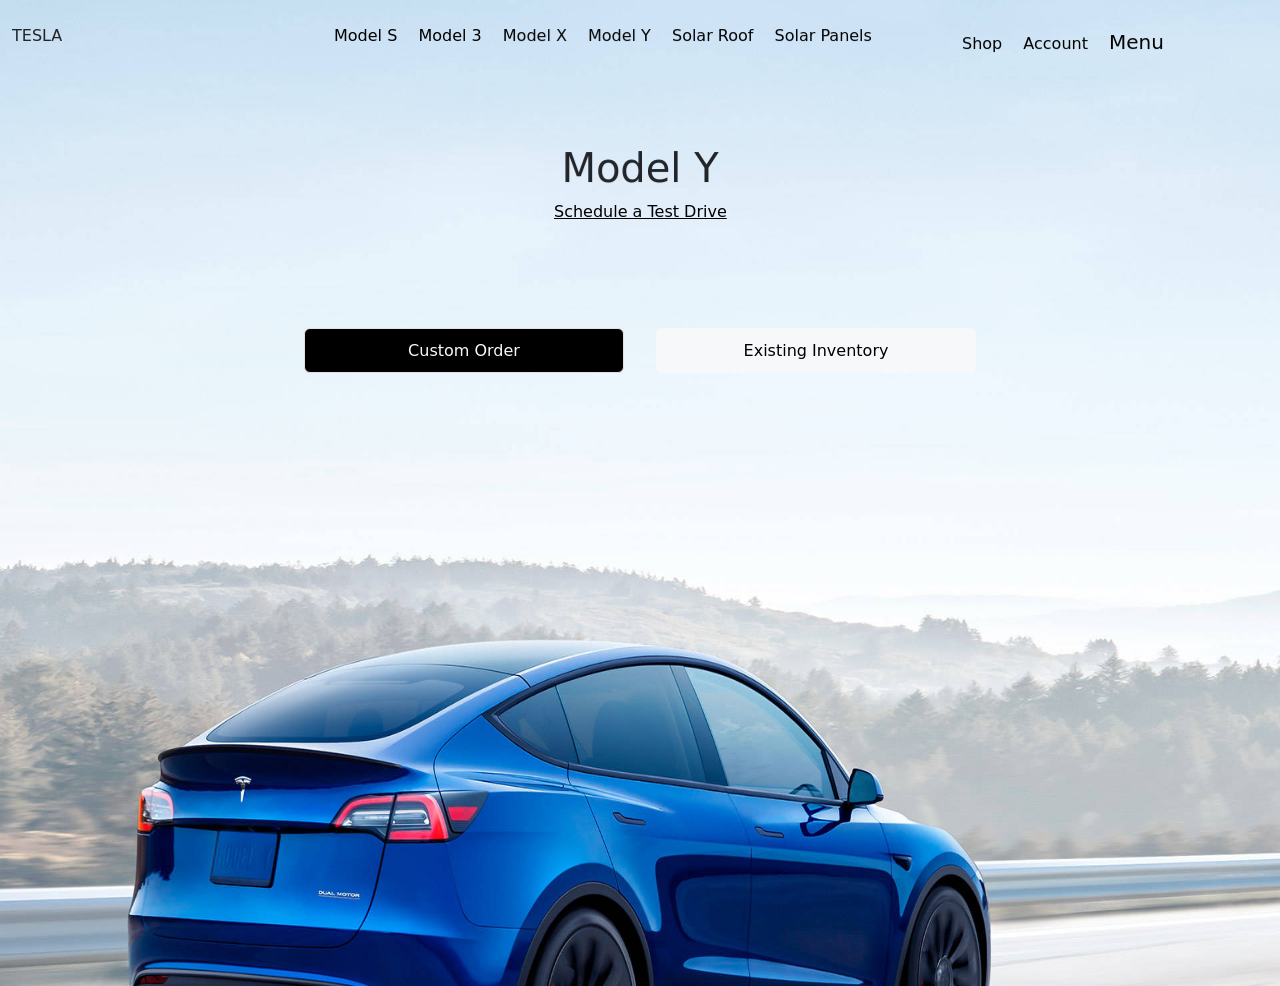 TESLA
Model S Model 3 Model X Model Y Solar Roof Solar Panels
Shop Account Menu
Model Y
Schedule a Test Drive
Custom Order Existing Inventory
DUAL MOTOR